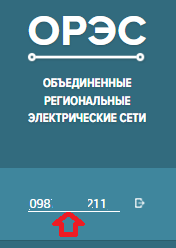 ОРЭС
ОБЪЕДИНЕННЫЕ
РЕГИОНАЛЬНЫЕ
ЭЛЕКТРИЧЕСКИЕ СЕТИ
098 211